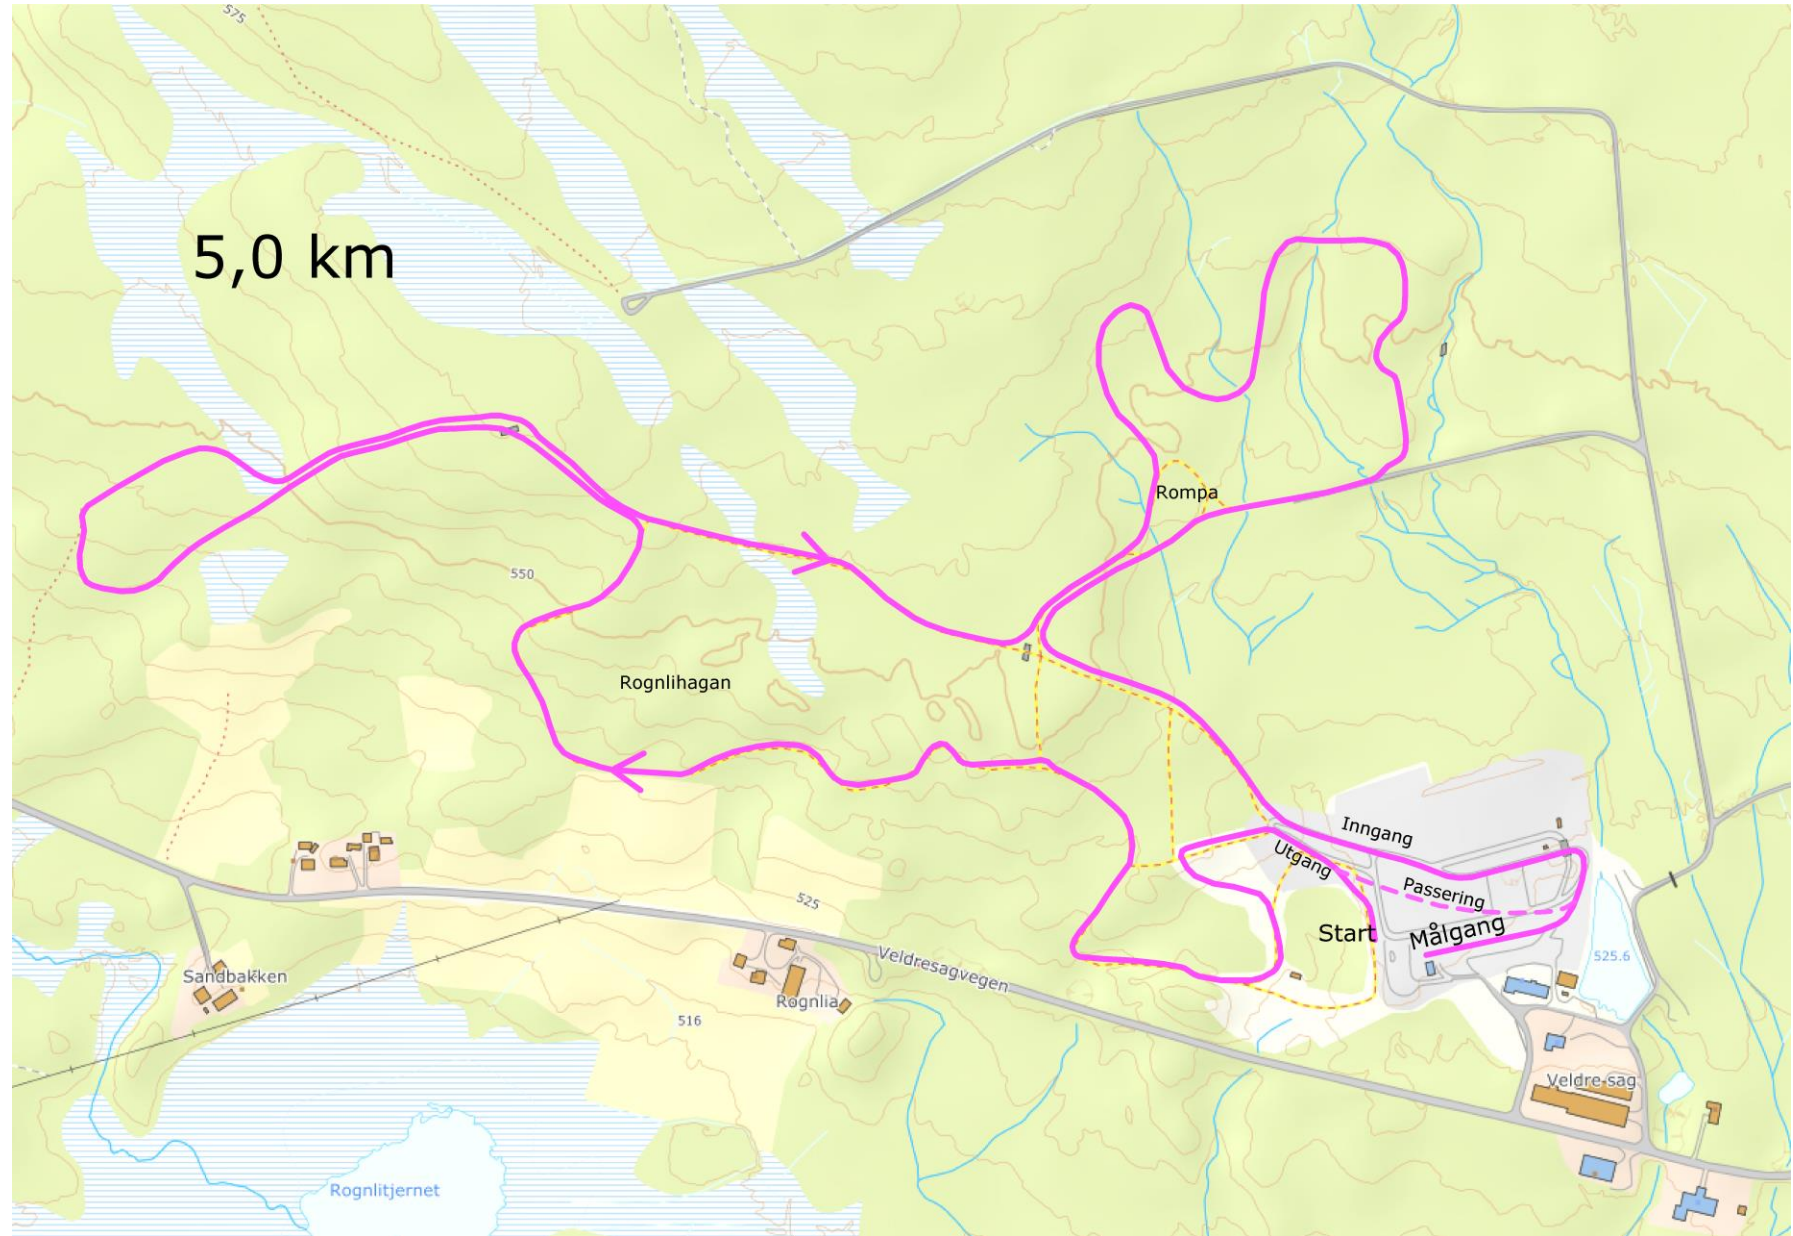 575
5,0 km
Rompa
550
Rognlihagan
Inngang
Utgang
Passering
525
Start
Målgang
Veldresagvegen
525.6
Sandbakken
Rognlia
516
Veldre sag
Rognlitjernet